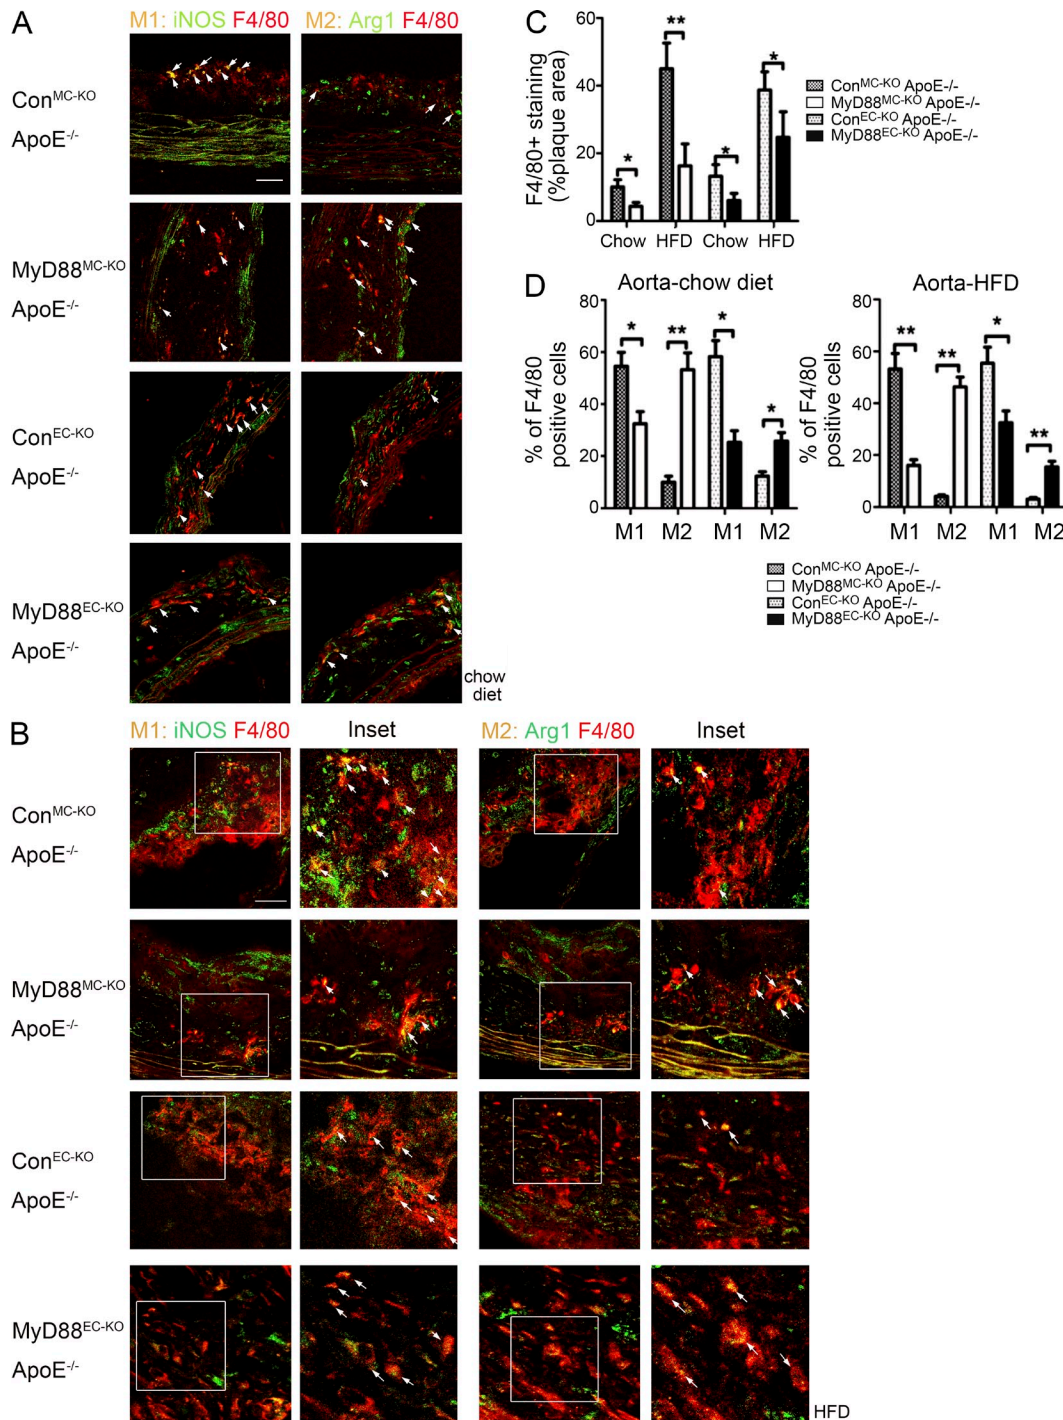 A
M1: iNOS F4/80
M2: Arg1 F4/80
Con^MC-KO
ApoE^-/-
MyD88^MC-KO
ApoE^-/-
Con^EC-KO
ApoE^-/-
MyD88^EC-KO
ApoE^-/-
chow
diet
B
M1: iNOS F4/80
Inset
M2: Arg1 F4/80
Inset
Con^MC-KO
ApoE^-/-
MyD88^MC-KO
ApoE^-/-
Con^EC-KO
ApoE^-/-
MyD88^EC-KO
ApoE^-/-
HFD
C
F4/80+ staining
(%plaque area)
60
40
20
0
*
**
*
*
Chow HFD Chow HFD
Con^MC-KO ApoE-/-
MyD88^MC-KO ApoE-/-
Con^EC-KO ApoE-/-
MyD88^EC-KO ApoE-/-
D
Aorta-chow diet
% of F4/80
positive cells
80
60
40
20
0
*
**
*
*
M1 M2 M1 M2
Aorta-HFD
% of F4/80
positive cells
80
60
40
20
0
**
**
*
**
M1 M2 M1 M2
Con^MC-KO ApoE-/-
MyD88^MC-KO ApoE-/-
Con^EC-KO ApoE-/-
MyD88^EC-KO ApoE-/-